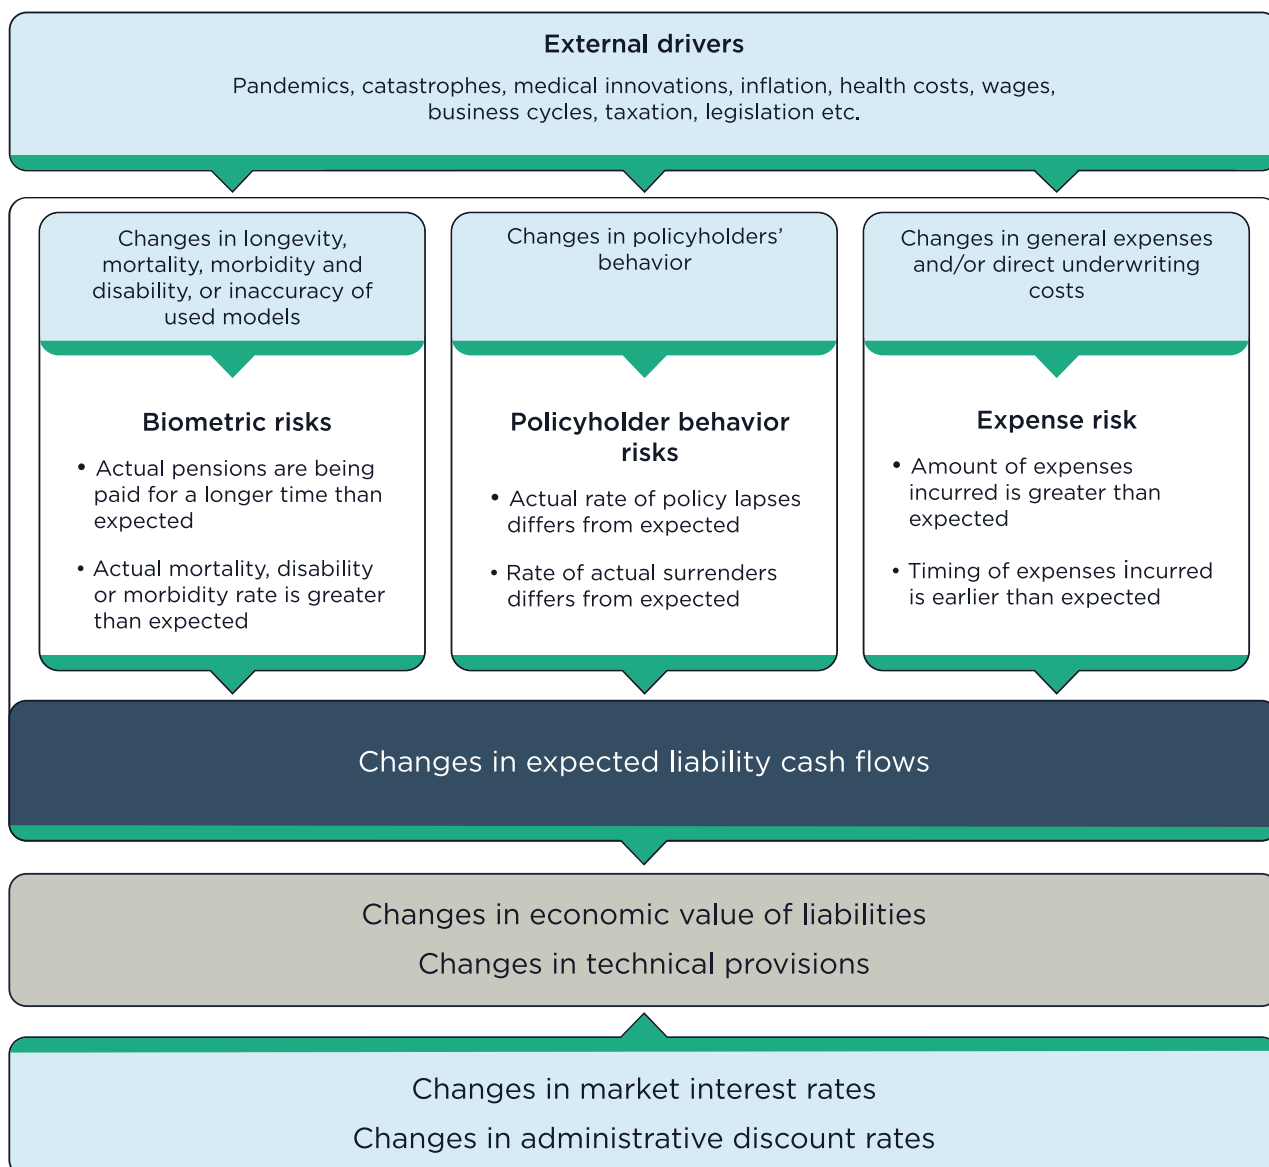 External drivers
Pandemics, catastrophes, medical innovations, inflation, health costs, wages,
business cycles, taxation, legislation etc.
Changes in longevity,
mortality, morbidity and
disability, or inaccuracy of
used models
Biometric risks
• Actual pensions are being
paid for a longer time than
expected
• Actual mortality, disability
or morbidity rate is greater
than expected
Changes in policyholders’
behavior
Policyholder behavior
risks
• Actual rate of policy lapses
differs from expected
• Rate of actual surrenders
differs from expected
Changes in general expenses
and/or direct underwriting
costs
Expense risk
• Amount of expenses
incurred is greater than
expected
• Timing of expenses incurred
is earlier than expected
Changes in expected liability cash flows
Changes in economic value of liabilities
Changes in technical provisions
Changes in market interest rates
Changes in administrative discount rates